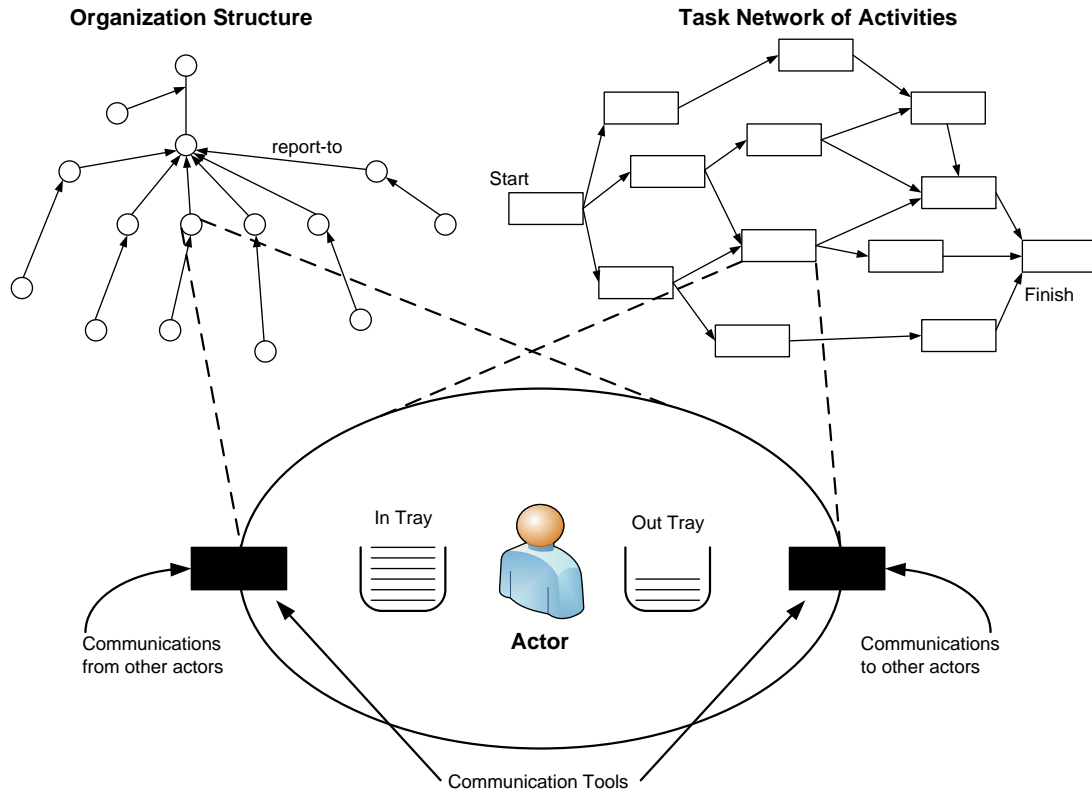 Organization Structure
Task Network of Activities
report-to
Start
Finish
In Tray
Out Tray
Actor
Communications
from other actors
Communications
to other actors
Communication Tools